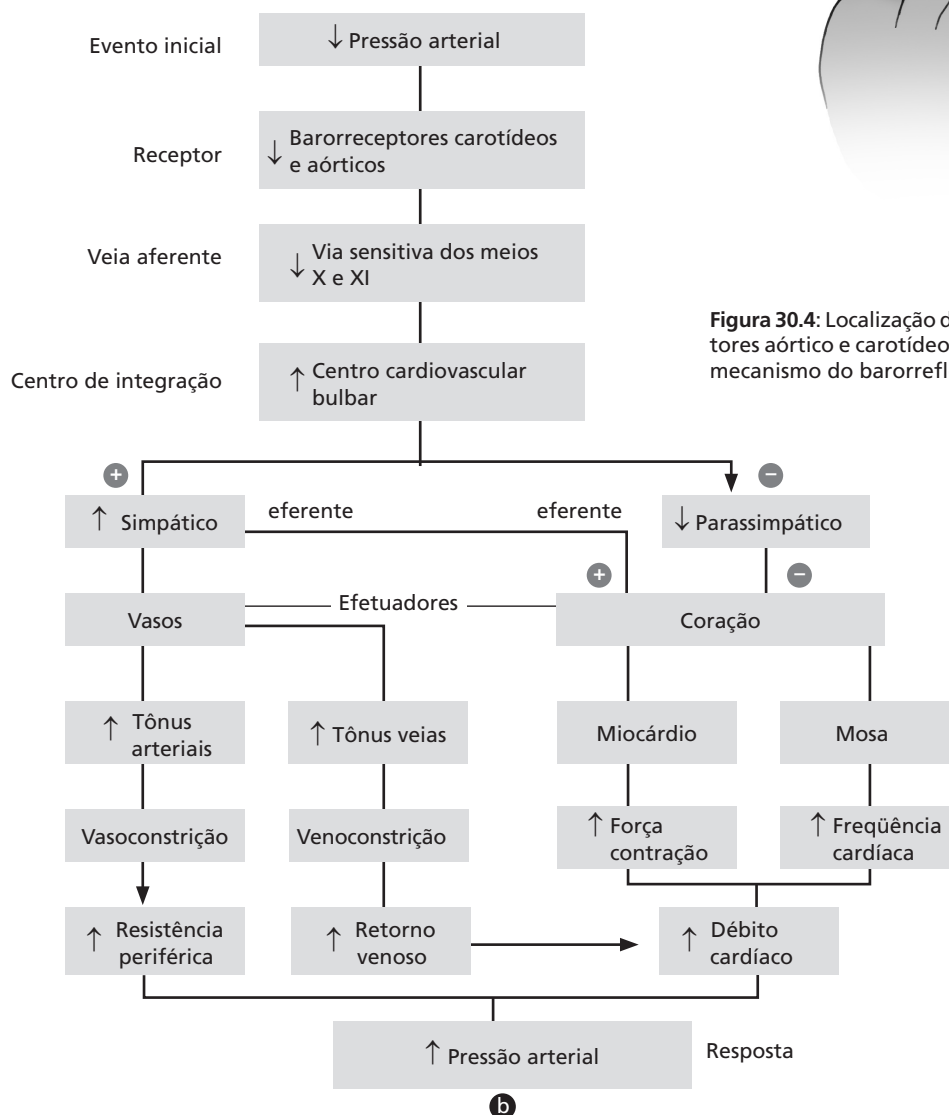 Evento inicial
↓ Pressão arterial
Receptor
↓ Barorreceptores carotídeos
e aórticos
Veia aferente
↓ Via sensitiva dos meios
X e XI
Figura 30.4: Localização d
tores aórtico e carotídeo
mecanismo do barorrefl
Centro de integração
↑ Centro cardiovascular
bulbar
+
−
↑ Simpático
eferente
eferente
↓ Parassimpático
+
−
Vasos
Efetuadores
Coração
↑ Tônus
arteriais
↑ Tônus veias
Miocárdio
Mosa
Vasoconstrição
Venoconstrição
↑ Força
contração
↑ Freqüência
cardíaca
↑ Resistência
periférica
↑ Retorno
venoso
↑ Débito
cardíaco
↑ Pressão arterial
Resposta
b